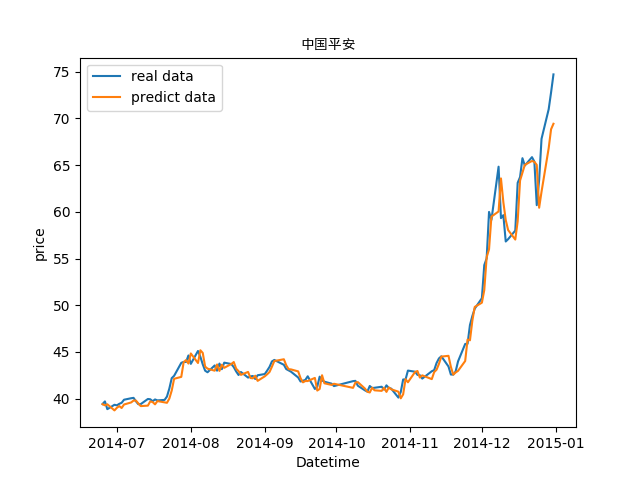 中国平安
real data
predict data
price
75
70
65
60
55
50
45
40
2014-07 2014-08 2014-09 2014-10 2014-11 2014-12 2015-01
Datetime